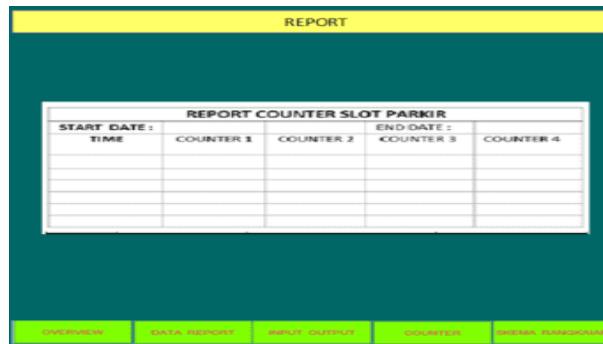 REPORT
REPORT COUNTER SLOT PARKIR
START DATE : END DATE :
TIME COUNTER 1 COUNTER 2 COUNTER 3 COUNTER 4
OVERVIEW DATA REPORT INPUT OUTPUT COUNTER SKEMA RANGKAIAN